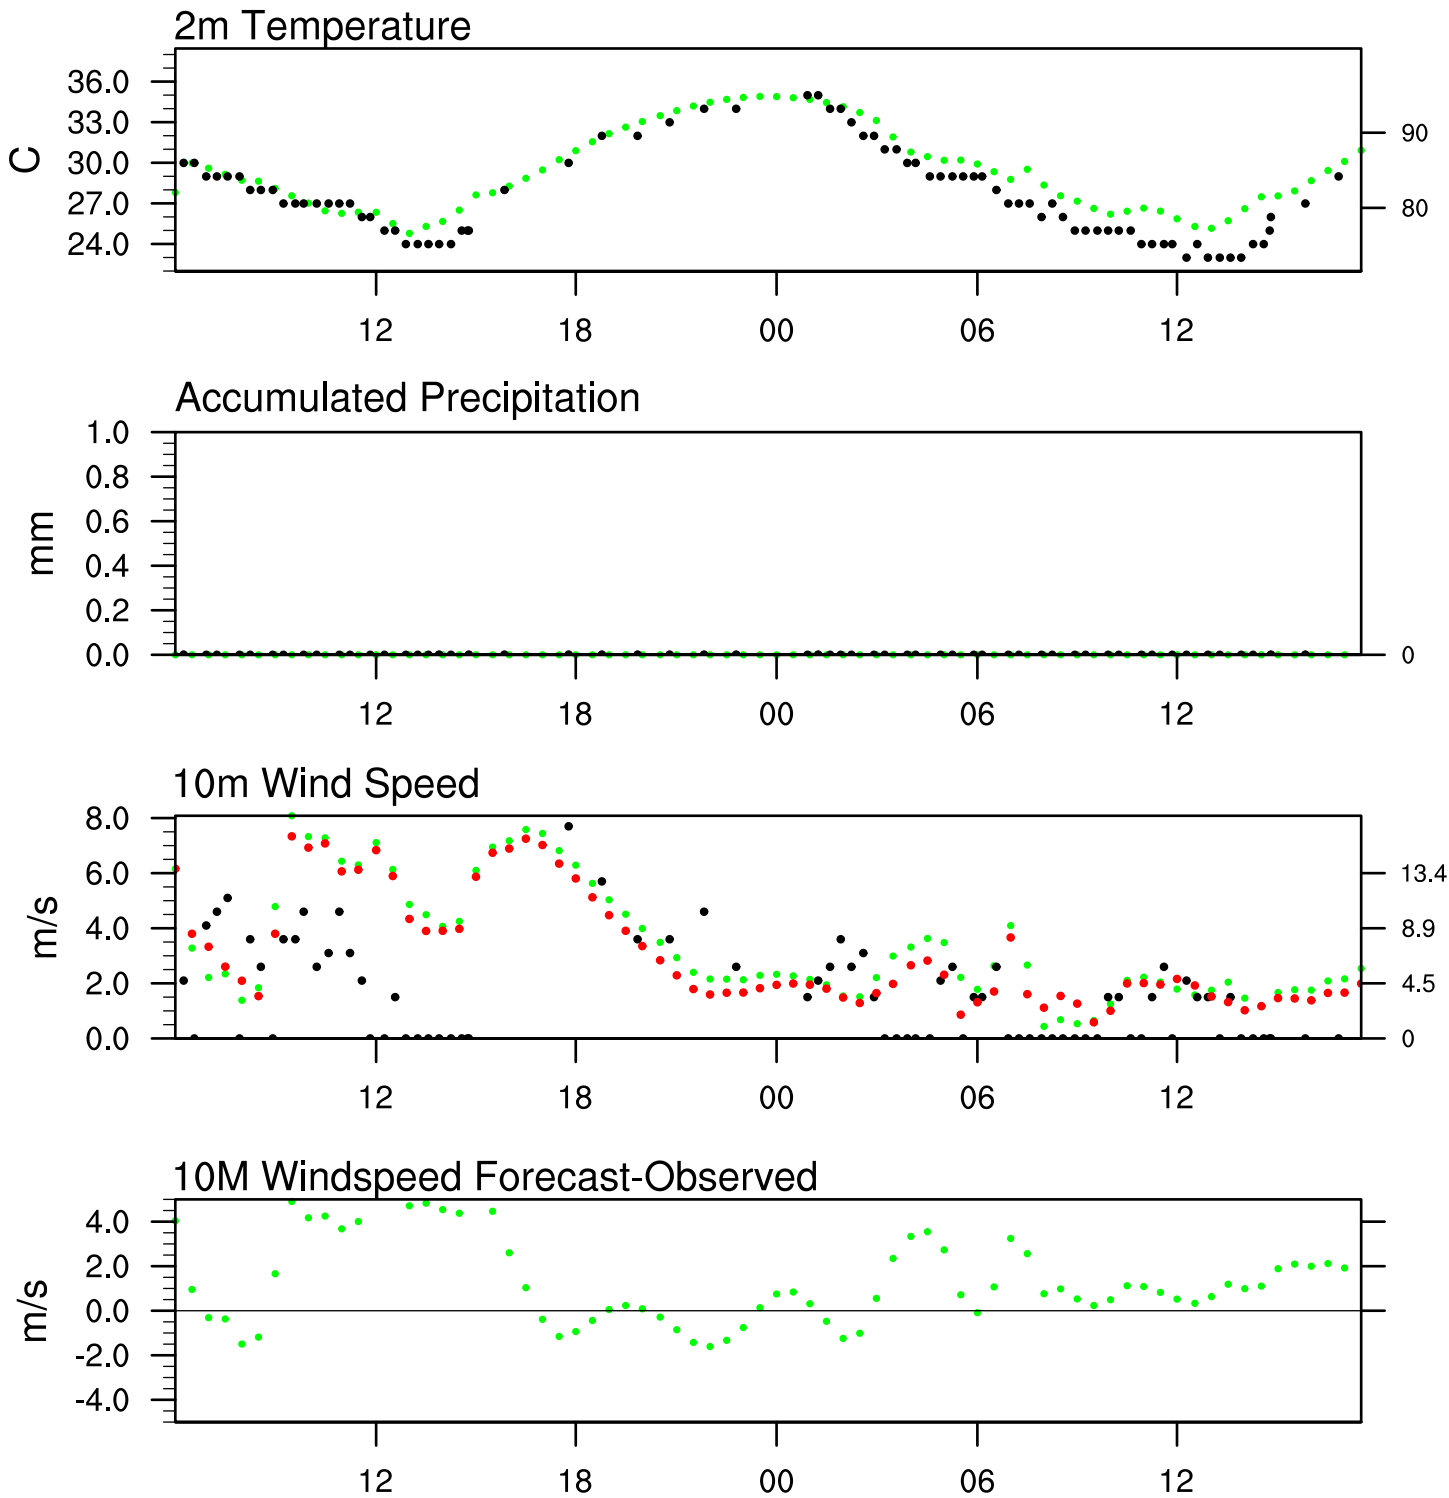 2m Temperature
36.0
33.0
90
30.0
C
27.0
80
24.0
12 18 00 06 12
Accumulated Precipitation
1.0
0.8
0.6
mm
0.4
0.2
0.0 0
12 18 00 06 12
10m Wind Speed
8.0
6.0 13.4
m/s
4.0 8.9
2.0 4.5
0.0 0
12 18 00 06 12
10M Windspeed Forecast-Observed
4.0
2.0
m/s
0.0
-2.0
-4.0
12 18 00 06 12